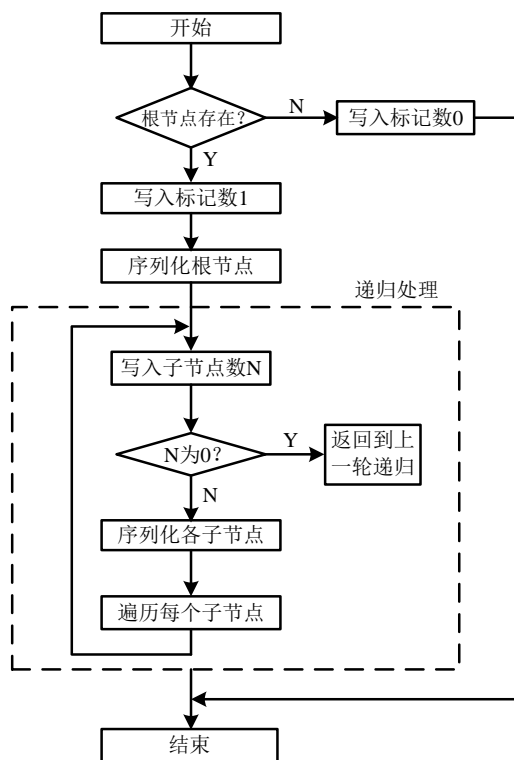 开始
根节点存在？
N
写入标记数0
Y
写入标记数1
序列化根节点
递归处理
写入子节点数N
N为0？
Y
返回到上
一轮递归
N
序列化各子节点
遍历每个子节点
结束